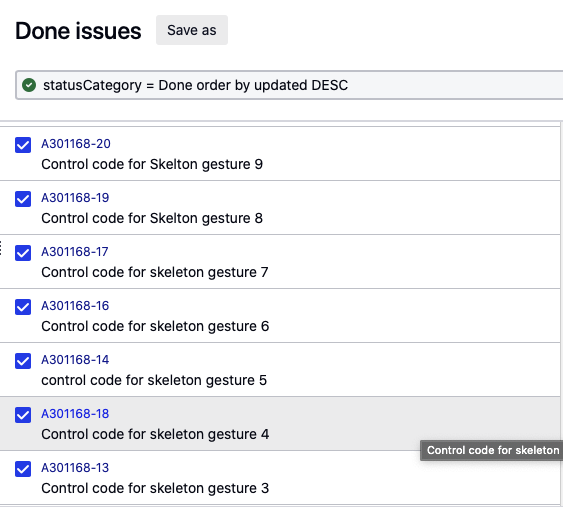 Done issues Save as
statusCategory = Done order by updated DESC
A301168-20
Control code for Skelton gesture 9
A301168-19
Control code for Skelton gesture 8
A301168-17
Control code for skeleton gesture 7
A301168-16
Control code for skeleton gesture 6
A301168-14
control code for skeleton gesture 5
A301168-18
Control code for skeleton gesture 4
Control code for skeleton
A301168-13
Control code for skeleton gesture 3